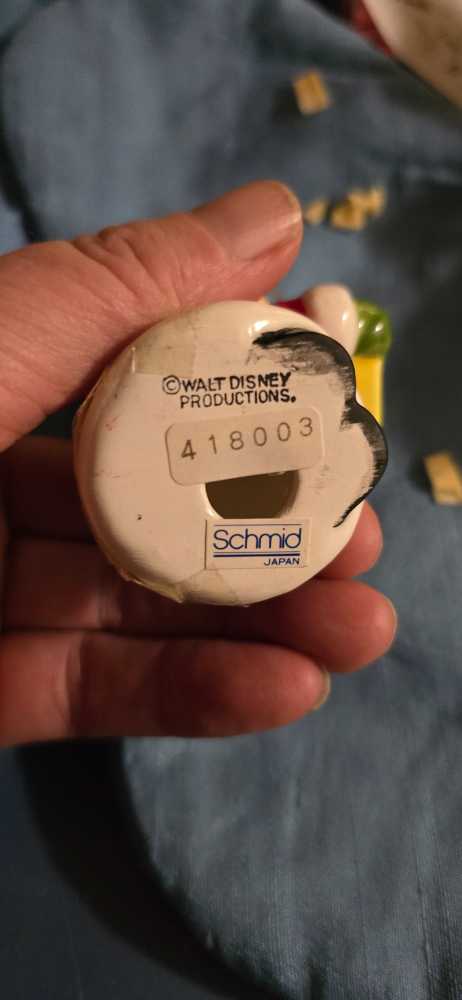 ©WALT DISNEY
PRODUCTIONS.
418003
Schmid
JAPAN